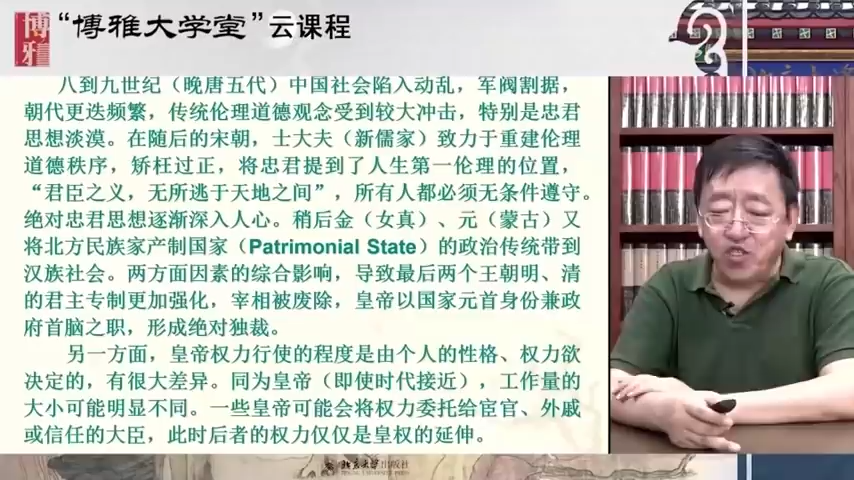 博雅
“博雅大学堂”云课程
八到九世纪（晚唐五代）中国社会陷入动乱，军阀割据，
朝代更迭频繁，传统伦理道德观念受到较大冲击，特别是忠君
思想淡漠。在随后的宋朝，士大夫（新儒家）致力于重建伦理
道德秩序，矫枉过正，将忠君提到了人生第一伦理的位置，
“君臣之义，无所逃于天地之间”，所有人都必须无条件遵守。
绝对忠君思想逐渐深入人心。稍后金（女真）、元（蒙古）又
将北方民族家产制国家（Patrimonial State）的政治传统带到
汉族社会。两方面因素的综合影响，导致最后两个王朝明、清
的君主专制更加强化，宰相被废除，皇帝以国家元首身份兼政
府首脑之职，形成绝对独裁。
另一方面，皇帝权力行使的程度是由个人的性格、权力欲
决定的，有很大差异。同为皇帝（即使时代接近），工作量的
大小可能明显不同。一些皇帝可能会将权力委托给宦官、外戚
或信任的大臣，此时后者的权力仅仅是皇权的延伸。
北京大学出版社